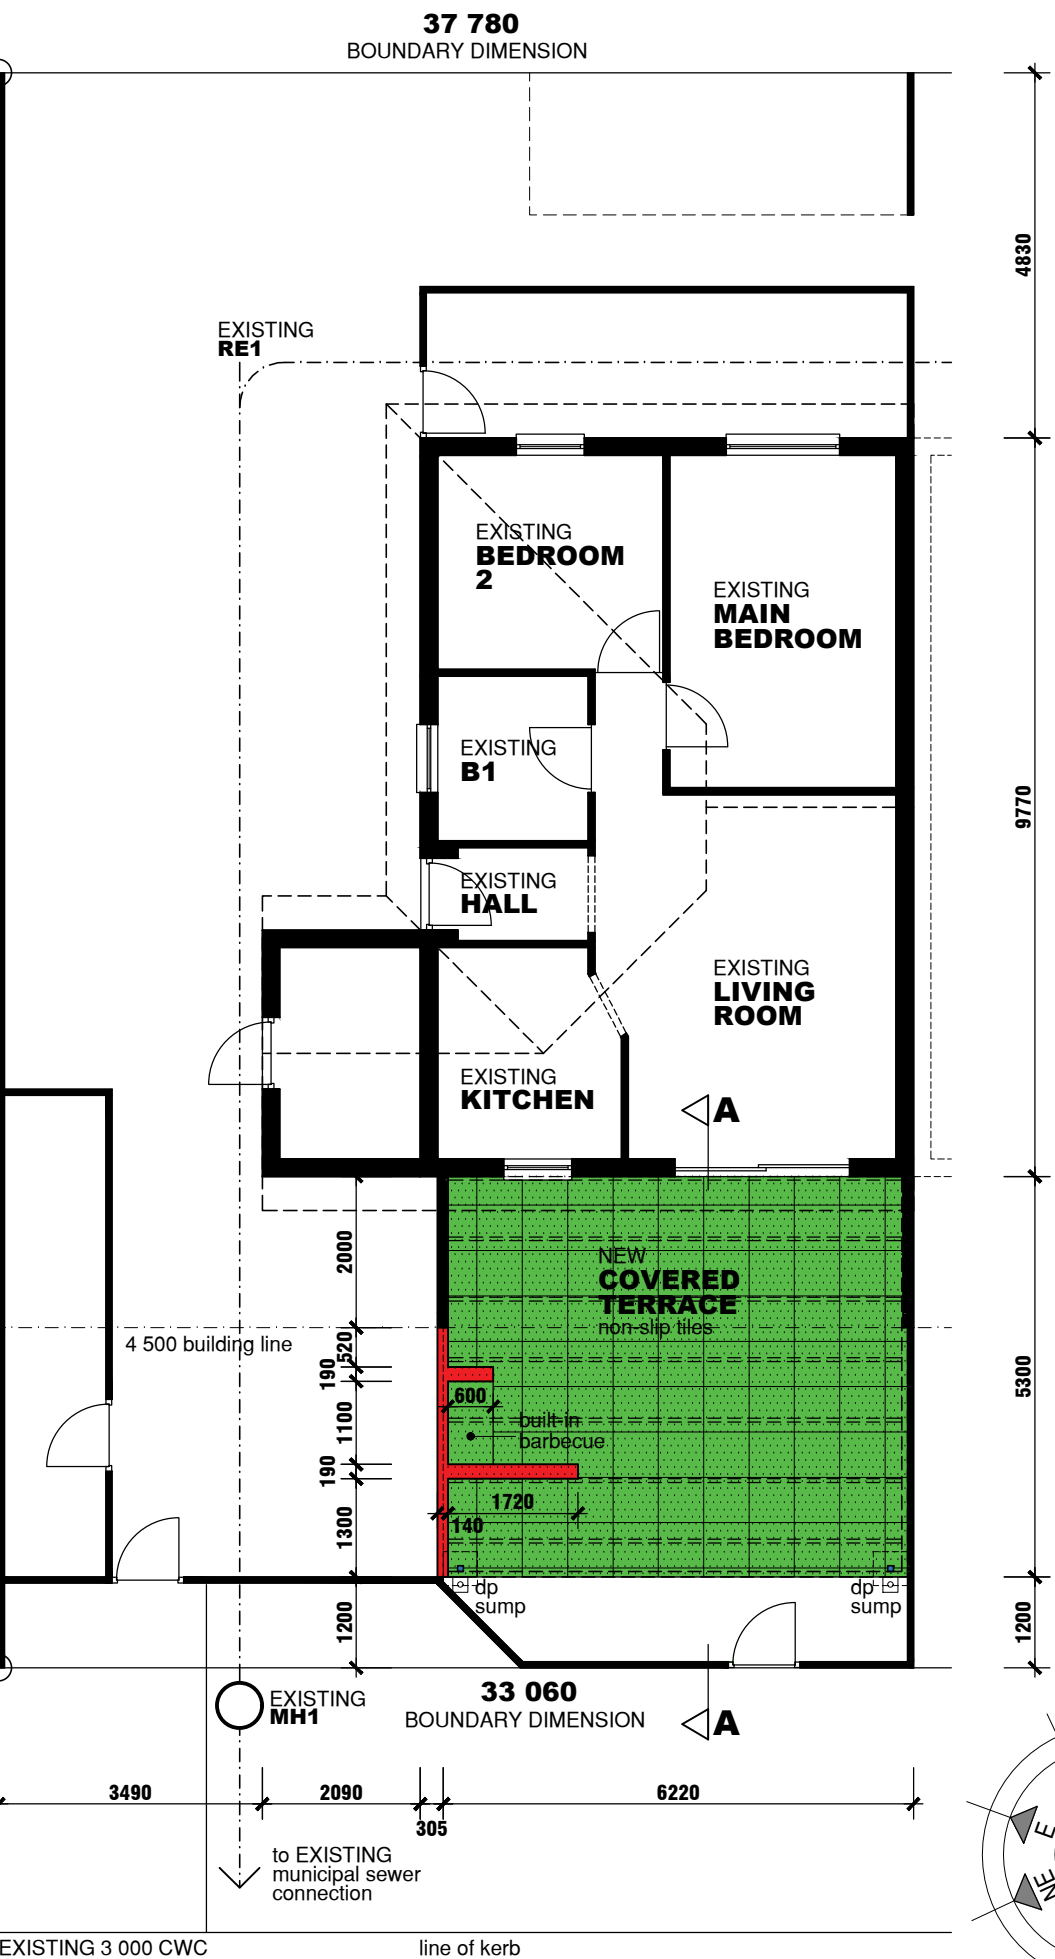 37 780
BOUNDARY DIMENSION
4830
EXISTING
RE1
EXISTING
BEDROOM
2
EXISTING
MAIN
BEDROOM
EXISTING
B1
9770
EXISTING
HALL
EXISTING
LIVING
ROOM
EXISTING
KITCHEN
A
2000
NEW
COVERED
TERRACE
non-slip tiles
4 500 building line
520
190
600
1100
built-in
barbecue
190
1720
140
1300
5300
dp
sump
dp
sump
1200
1200
EXISTING
MH1
33 060
BOUNDARY DIMENSION
A
3490
2090
305
6220
E
NE
to EXISTING
municipal sewer
connection
EXISTING 3 000 CWC
line of kerb